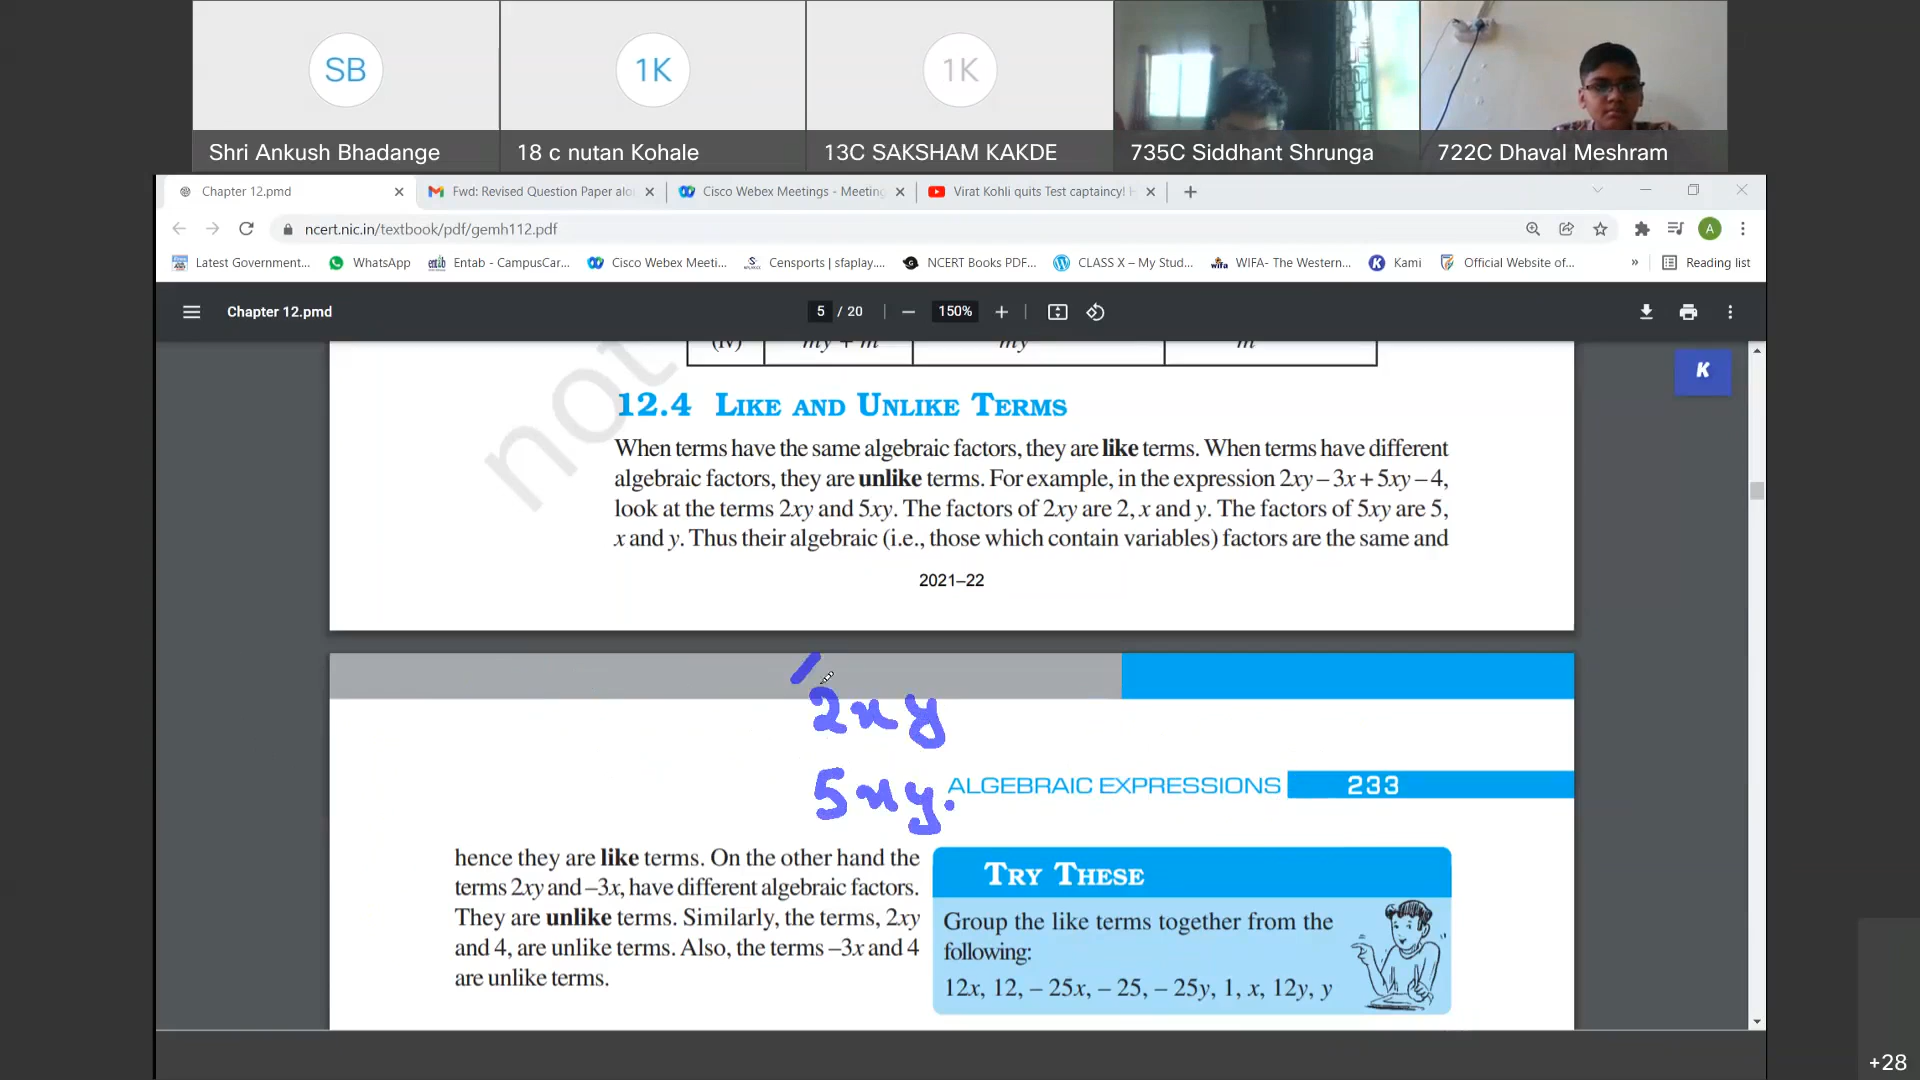 SB
1K
1K
Shri Ankush Bhadange
18 c nutan Kohale
13C SAKSHAM KAKDE
735C Siddhant Shrunga
722C Dhaval Meshram
Chapter 12.pmd
Fwd: Revised Question Paper alo
Cisco Webex Meetings - Meeting
Virat Kohli quits Test captaincy!
ncert.nic.in/textbook/pdf/gemh112.pdf
A
Latest Government...
WhatsApp
Entab - CampusCar...
Cisco Webex Meeti...
Censports | sfaplay....
NCERT Books PDF...
CLASS X – My Stud...
WIFA- The Western...
Kami
Official Website of...
»
Reading list
Chapter 12.pmd
5 / 20
150%
(iv) my + m my m
K
not
12.4 LIKE AND UNLIKE TERMS
When terms have the same algebraic factors, they are like terms. When terms have different
algebraic factors, they are unlike terms. For example, in the expression 2xy – 3x + 5xy – 4,
look at the terms 2xy and 5xy. The factors of 2xy are 2, x and y. The factors of 5xy are 5,
x and y. Thus their algebraic (i.e., those which contain variables) factors are the same and
2021–22
2xy
5xy.
ALGEBRAIC EXPRESSIONS 233
hence they are like terms. On the other hand the
terms 2xy and –3x, have different algebraic factors.
They are unlike terms. Similarly, the terms, 2xy
and 4, are unlike terms. Also, the terms –3x and 4
are unlike terms.
TRY THESE
Group the like terms together from the
following:
12x, 12, – 25x, – 25, – 25y, 1, x, 12y, y
+28